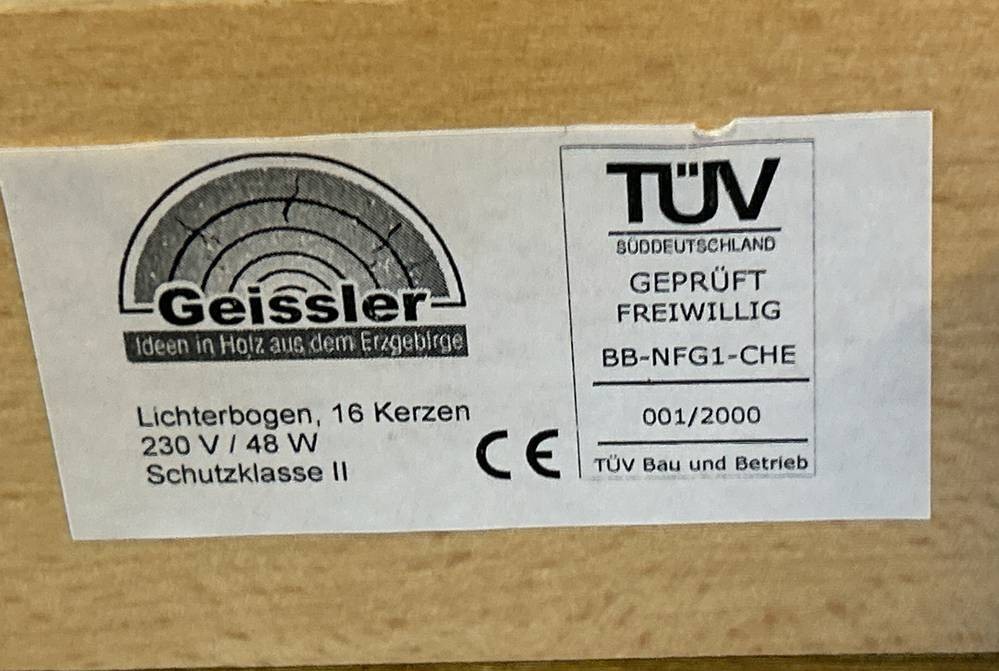 Geissler
Ideen in Holz aus dem Erzgebirge
Lichterbogen, 16 Kerzen
230 V / 48 W
Schutzklasse II
CE
TÜV
SÜDDEUTSCHLAND
GEPRÜFT
FREIWILLIG
BB-NFG1-CHE
001/2000
TÜV Bau und Betrieb